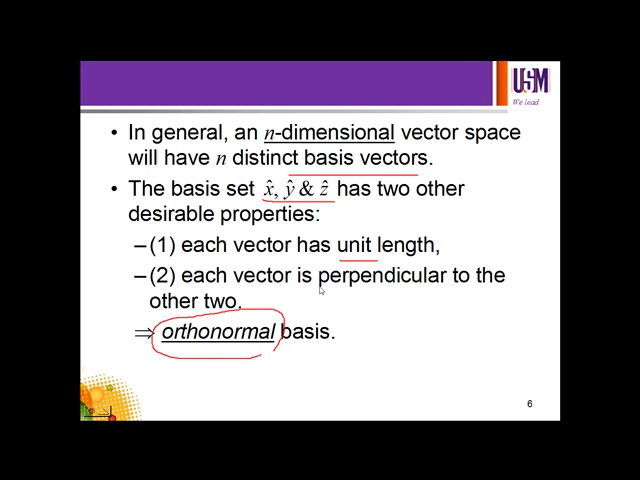 USM
We lead
• In general, an n-dimensional vector space
will have n distinct basis vectors.
• The basis set x̂, ŷ & ẑ has two other
desirable properties:
–(1) each vector has unit length,
–(2) each vector is perpendicular to the
other two.
⇒ orthonormal basis.
6